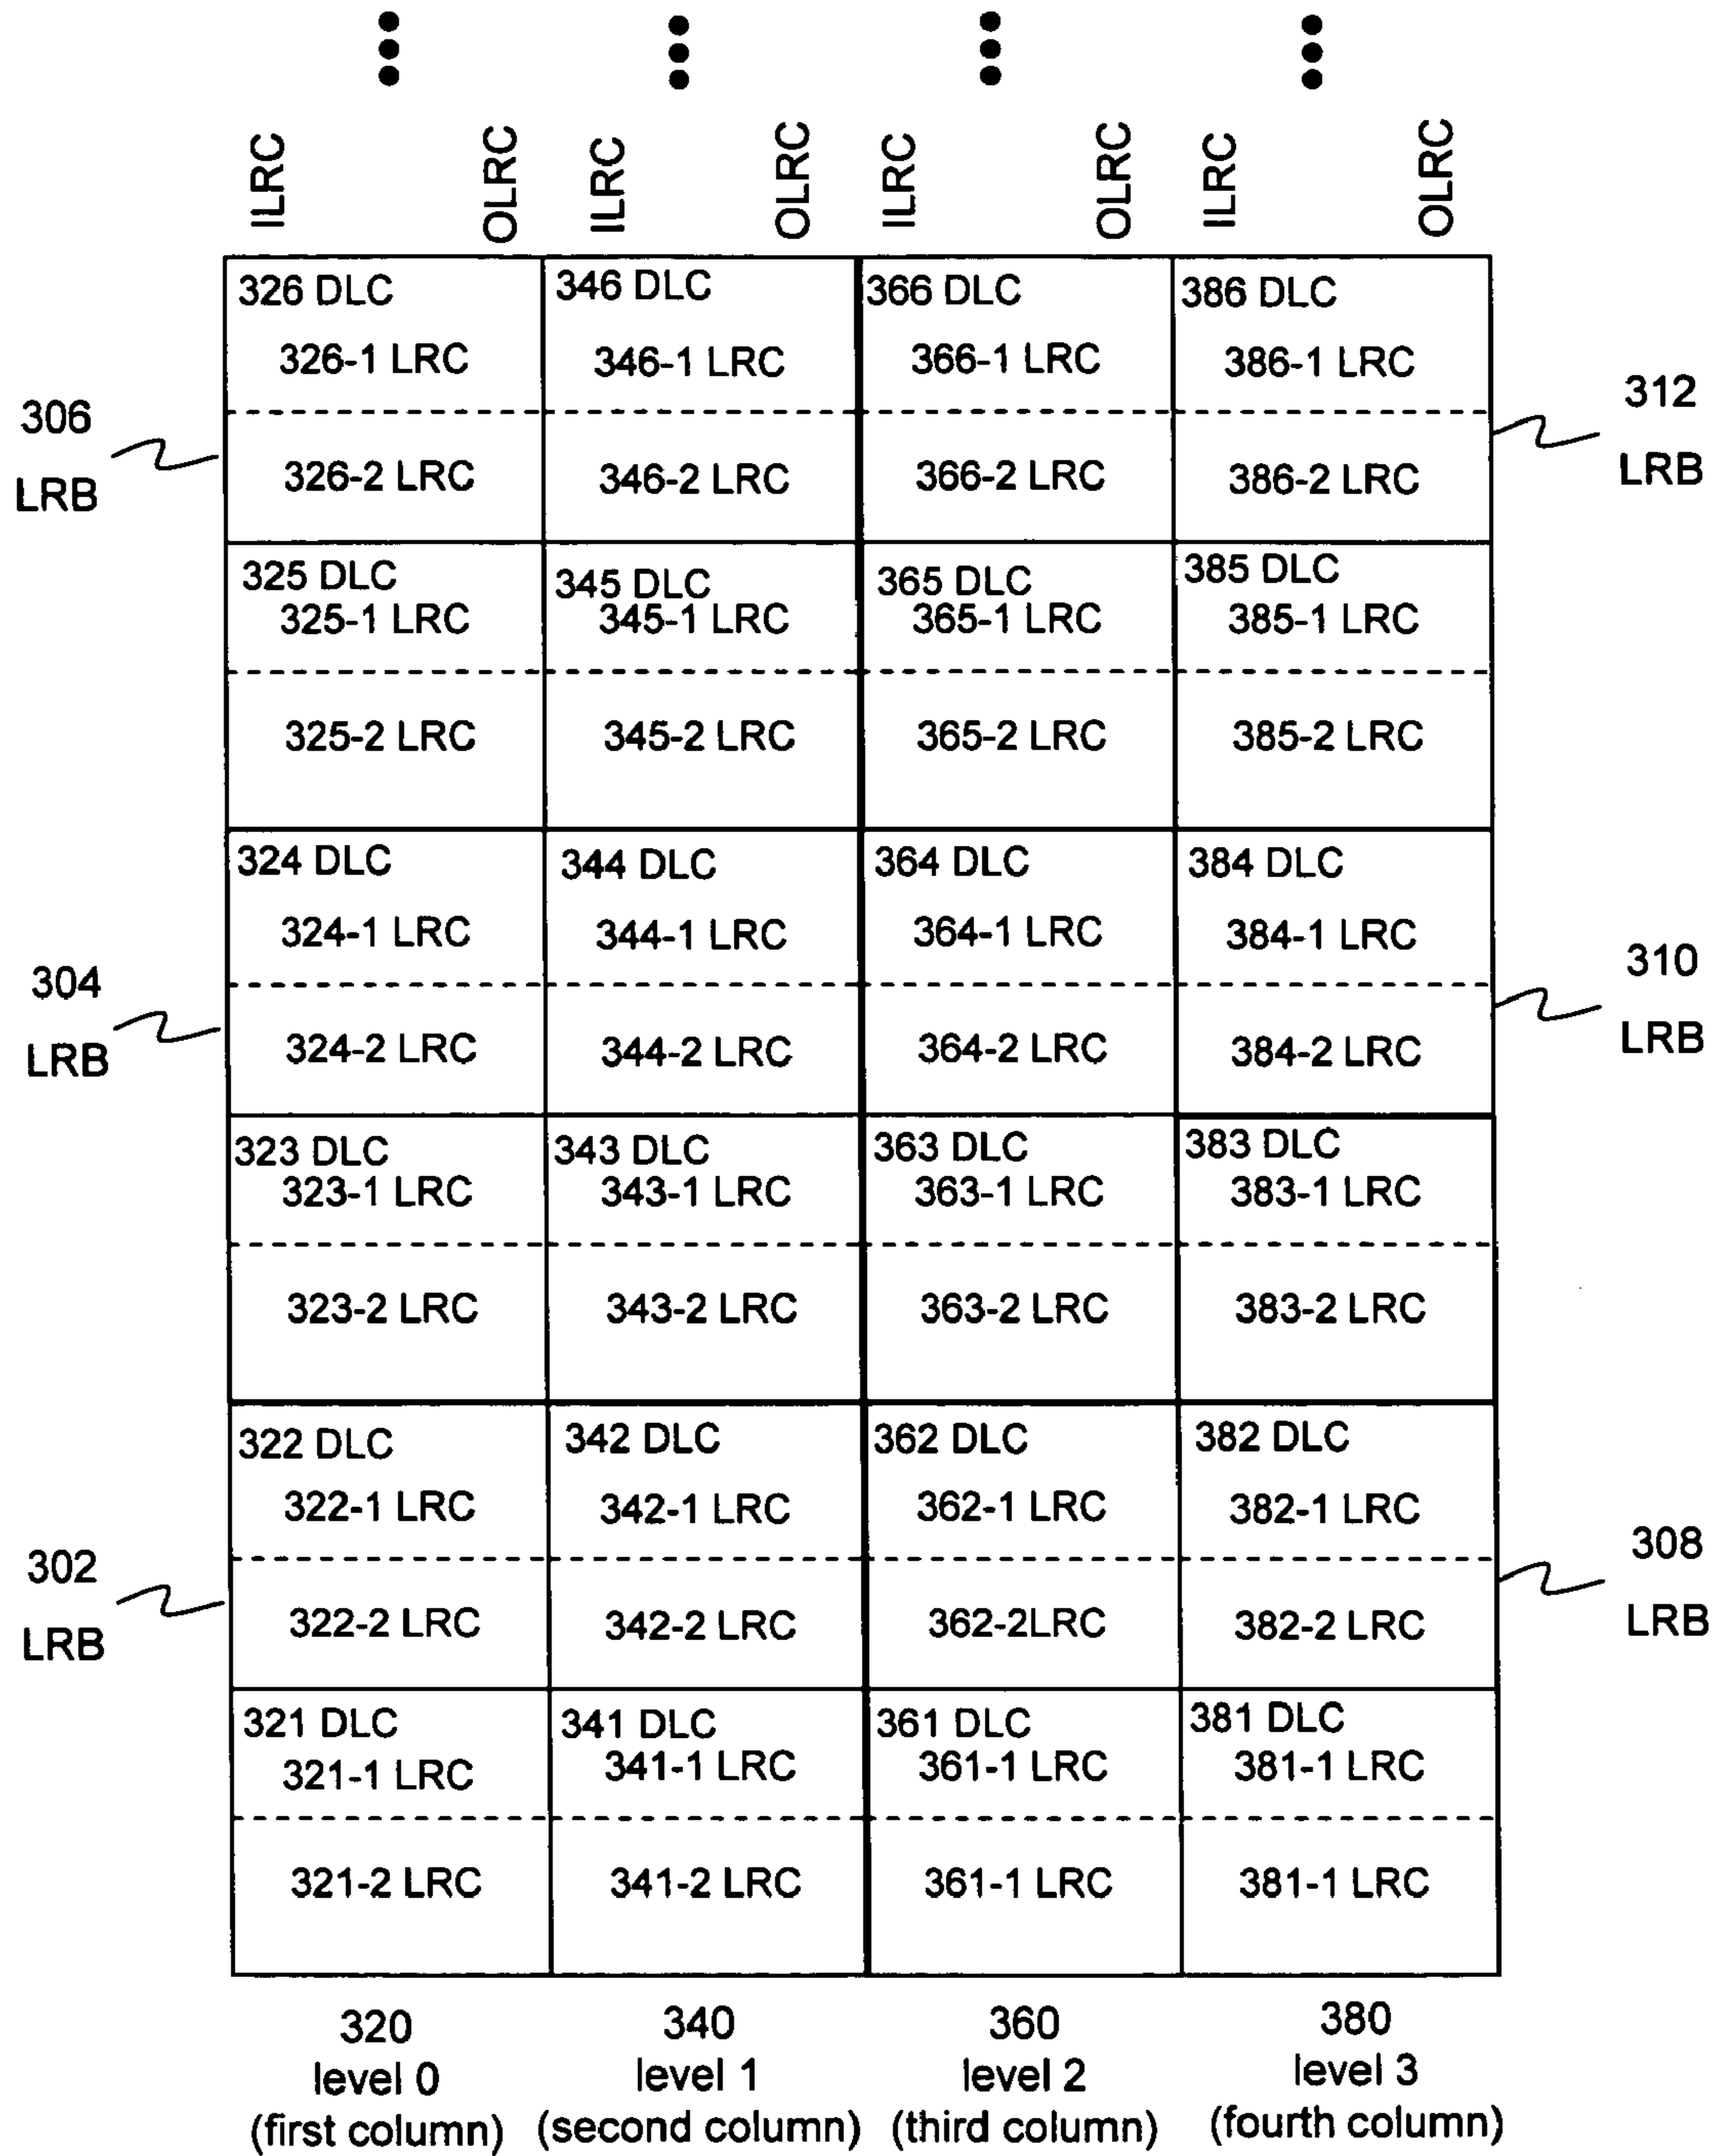 ILRC OLRC ILRC OLRC ILRC OLRC ILRC OLRC
326 DLC 346 DLC 366 DLC 386 DLC
326-1 LRC 346-1 LRC 366-1 LRC 386-1 LRC
306 LRB
312 LRB
326-2 LRC 346-2 LRC 366-2 LRC 386-2 LRC
325 DLC 345 DLC 365 DLC 385 DLC
325-1 LRC 345-1 LRC 365-1 LRC 385-1 LRC
325-2 LRC 345-2 LRC 365-2 LRC 385-2 LRC
324 DLC 344 DLC 364 DLC 384 DLC
324-1 LRC 344-1 LRC 364-1 LRC 384-1 LRC
304 LRB
310 LRB
324-2 LRC 344-2 LRC 364-2 LRC 384-2 LRC
323 DLC 343 DLC 363 DLC 383 DLC
323-1 LRC 343-1 LRC 363-1 LRC 383-1 LRC
323-2 LRC 343-2 LRC 363-2 LRC 383-2 LRC
322 DLC 342 DLC 362 DLC 382 DLC
322-1 LRC 342-1 LRC 362-1 LRC 382-1 LRC
302 LRB
308 LRB
322-2 LRC 342-2 LRC 362-2LRC 382-2 LRC
321 DLC 341 DLC 361 DLC 381 DLC
321-1 LRC 341-1 LRC 361-1 LRC 381-1 LRC
321-2 LRC 341-2 LRC 361-1 LRC 381-1 LRC
320 340 360 380
level 0 level 1 level 2 level 3
(first column) (second column) (third column) (fourth column)